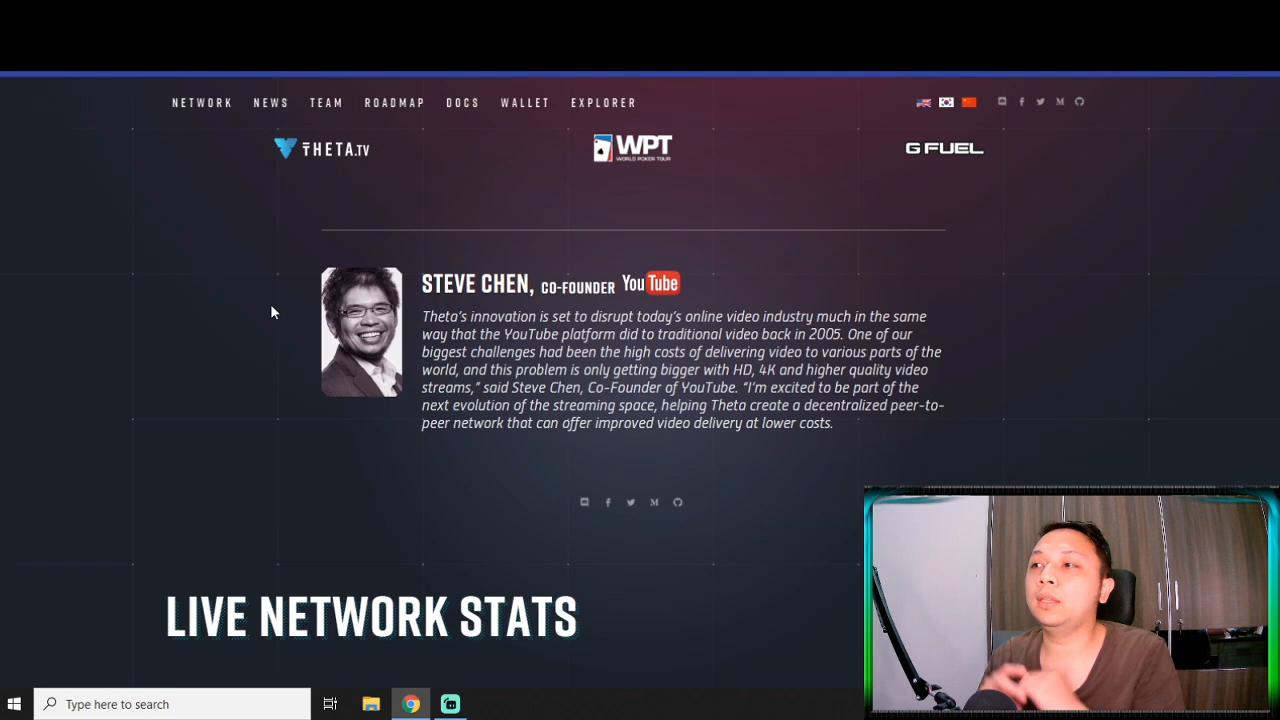 NETWORK NEWS TEAM ROADMAP DOCS WALLET EXPLORER
THETA.TV
WPT
WORLD POKER TOUR
G FUEL
STEVE CHEN, CO-FOUNDER YouTube
Theta's innovation is set to disrupt today's online video industry much in the same
way that the YouTube platform did to traditional video back in 2005. One of our
biggest challenges had been the high costs of delivering video to various parts of the
world, and this problem is only getting bigger with HD, 4K and higher quality video
streams," said Steve Chen, Co-Founder of YouTube. "I'm excited to be part of the
next evolution of the streaming space, helping Theta create a decentralized peer-to-
peer network that can offer improved video delivery at lower costs.
LIVE NETWORK STATS
Type here to search